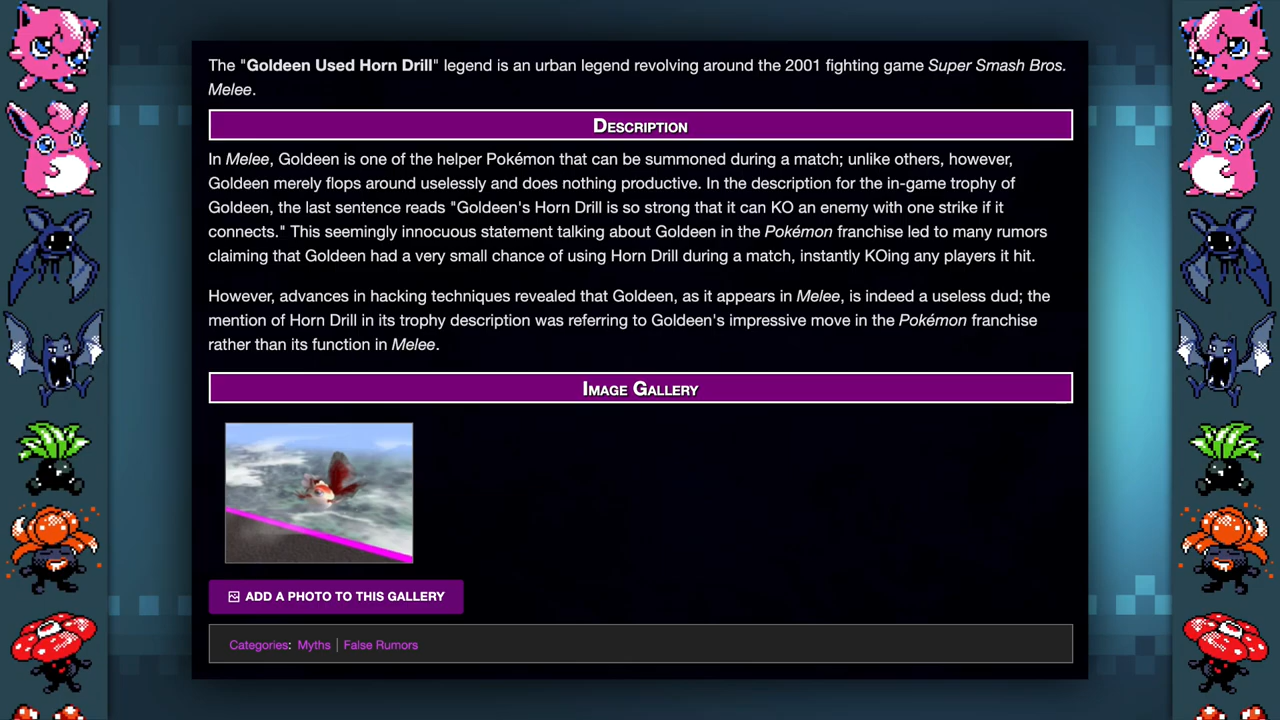 The "Goldeen Used Horn Drill" legend is an urban legend revolving around the 2001 fighting game Super Smash Bros.
Melee.
Description
In Melee, Goldeen is one of the helper Pokémon that can be summoned during a match; unlike others, however,
Goldeen merely flops around uselessly and does nothing productive. In the description for the in-game trophy of
Goldeen, the last sentence reads "Goldeen's Horn Drill is so strong that it can KO an enemy with one strike if it
connects." This seemingly innocuous statement talking about Goldeen in the Pokémon franchise led to many rumors
claiming that Goldeen had a very small chance of using Horn Drill during a match, instantly KOing any players it hit.
However, advances in hacking techniques revealed that Goldeen, as it appears in Melee, is indeed a useless dud; the
mention of Horn Drill in its trophy description was referring to Goldeen's impressive move in the Pokémon franchise
rather than its function in Melee.
Image Gallery
ADD A PHOTO TO THIS GALLERY
Categories: Myths | False Rumors